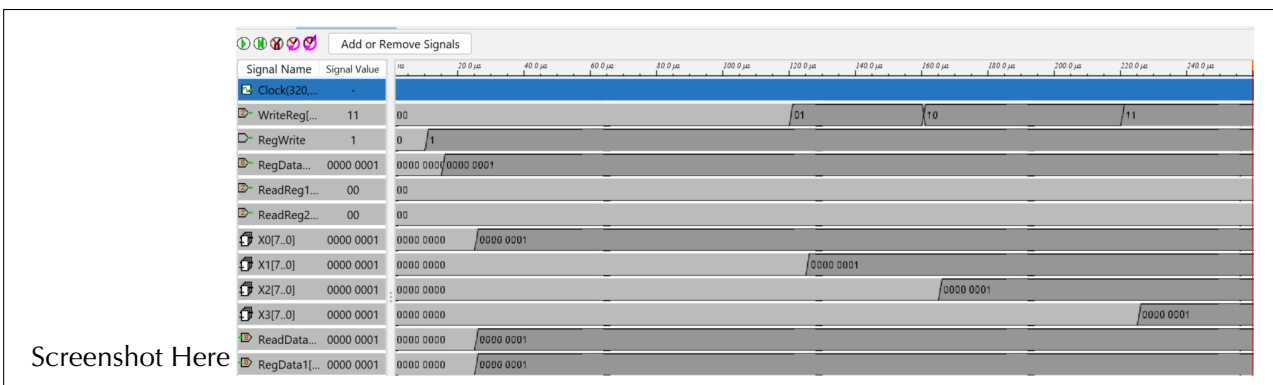 Add or Remove Signals
Signal Name Signal Value ns 20.0 µs 40.0 µs 60.0 µs 80.0 µs 100.0 µs 120.0 µs 140.0 µs 160.0 µs 180.0 µs 200.0 µs 220.0 µs 240.0 µs
Clock(320,... -
WriteReg[... 11 00 01 10 11
RegWrite 1 0 1
RegData... 0000 0001 0000 000 0000 0001
ReadReg1... 00 00
ReadReg2... 00 00
X0[7..0] 0000 0001 0000 0000 0000 0001
X1[7..0] 0000 0001 0000 0000 0000 0001
X2[7..0] 0000 0001 0000 0000 0000 0001
X3[7..0] 0000 0001 0000 0000 0000 0001
ReadData... 0000 0001 0000 0000 0000 0001
Screenshot Here RegData1[... 0000 0001 0000 0000 0000 0001